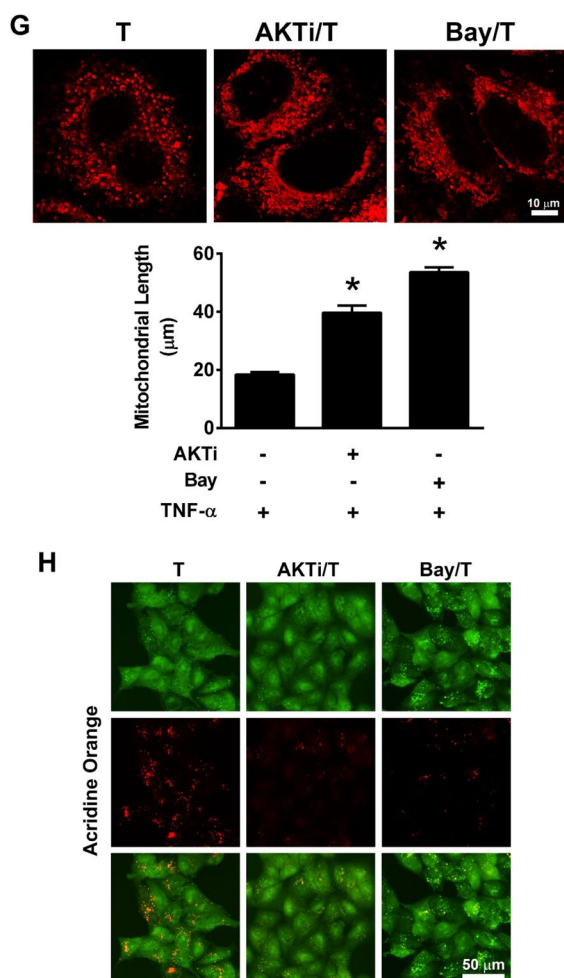 G
T AKTi/T Bay/T
10 μm
60
40
20
0
Mitochondrial Length
(μm)
* *
AKTi - + -
Bay - - +
TNF-α + + +
H
T AKTi/T Bay/T
Acridine Orange
50 μm